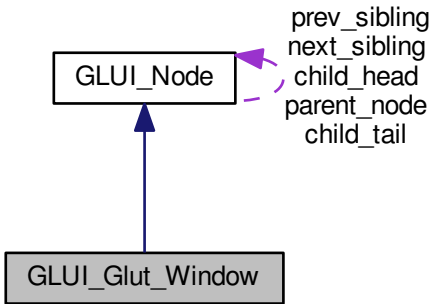 prev_sibling
next_sibling
child_head
parent_node
child_tail
GLUI_Node
GLUI_Glut_Window